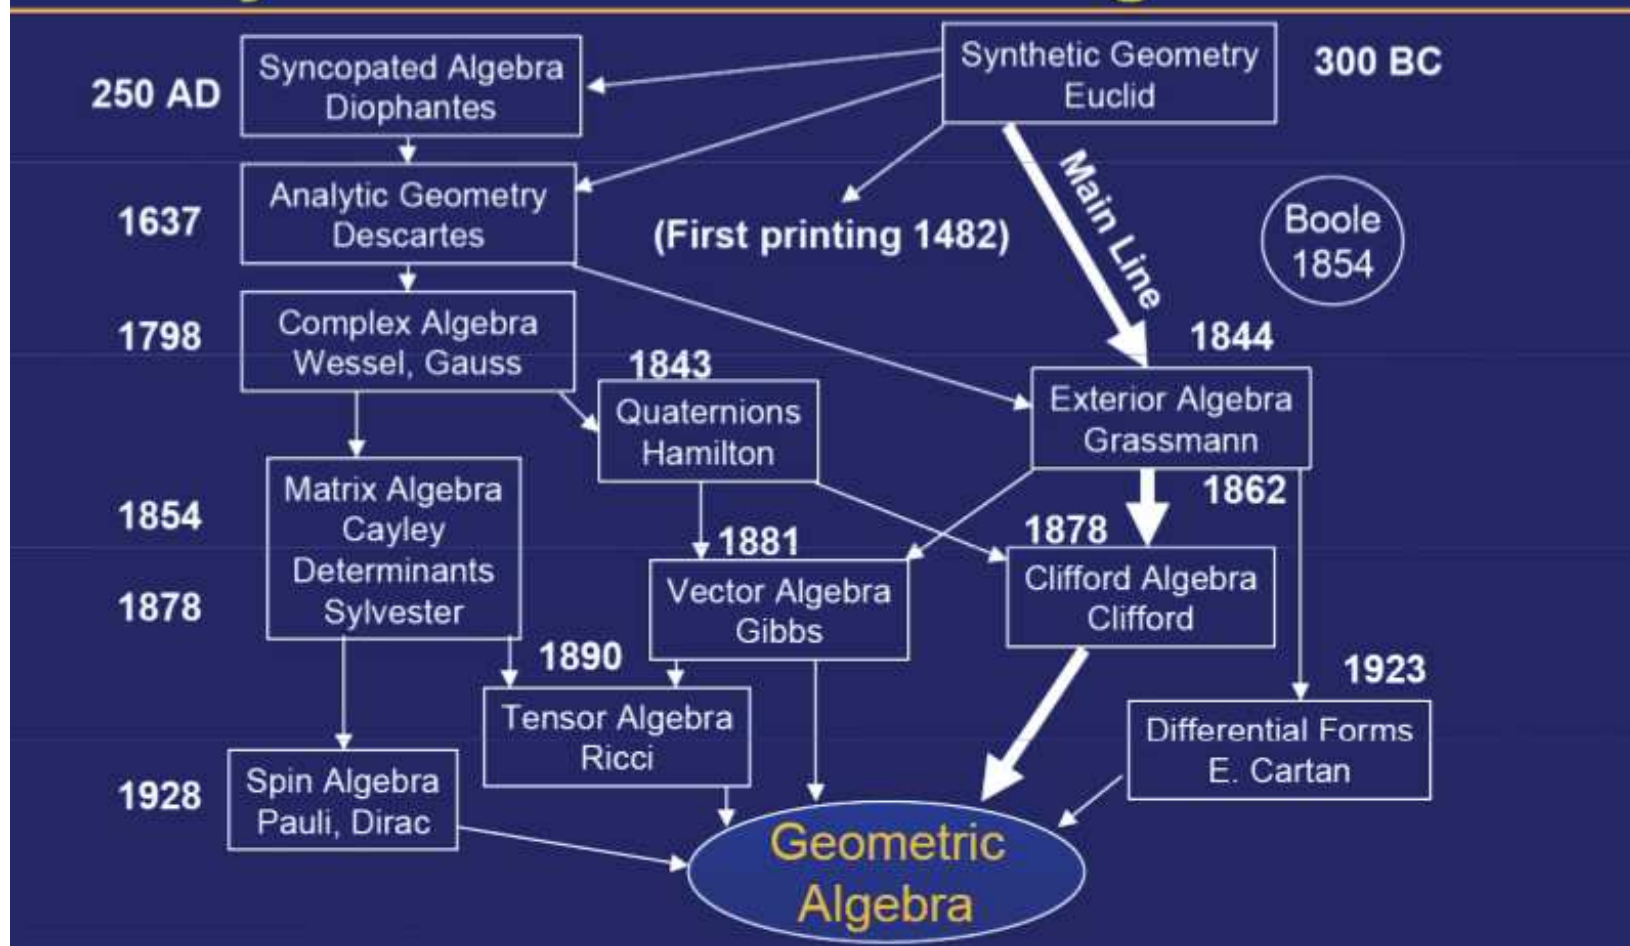 Syncopated Algebra
Diophantes
250 AD
Synthetic Geometry
Euclid
300 BC
Analytic Geometry
Descartes
1637
(First printing 1482)
Main Line
Boole
1854
Complex Algebra
Wessel, Gauss
1798
1843
Quaternions
Hamilton
1844
Exterior Algebra
Grassmann
1862
Matrix Algebra
Cayley
Determinants
Sylvester
1854
1878
1881
Vector Algebra
Gibbs
1878
Clifford Algebra
Clifford
1890
Tensor Algebra
Ricci
1923
Differential Forms
E. Cartan
1928
Spin Algebra
Pauli, Dirac
Geometric
Algebra